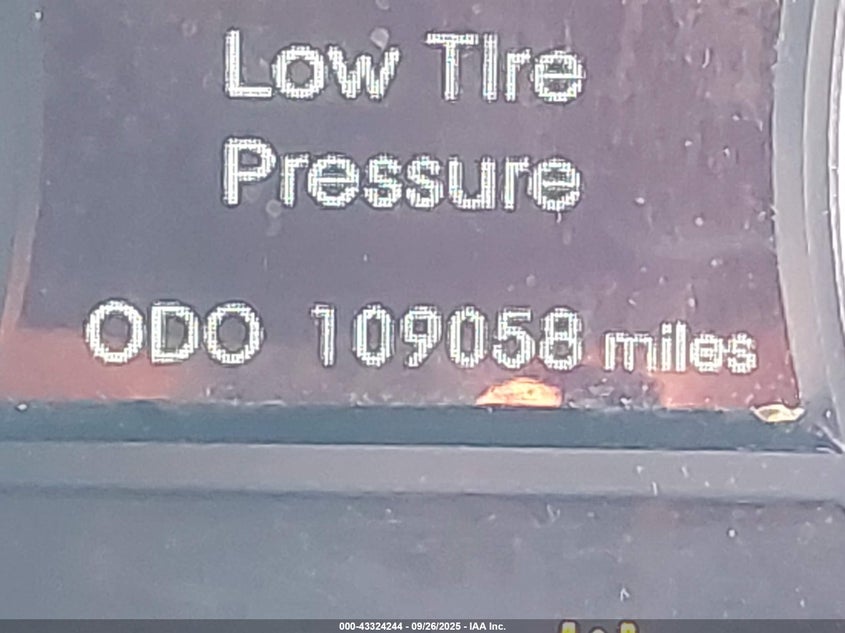 Low Tire
Pressure
ODO 109058 miles
000-43324244 - 09/26/2025 - IAA Inc.